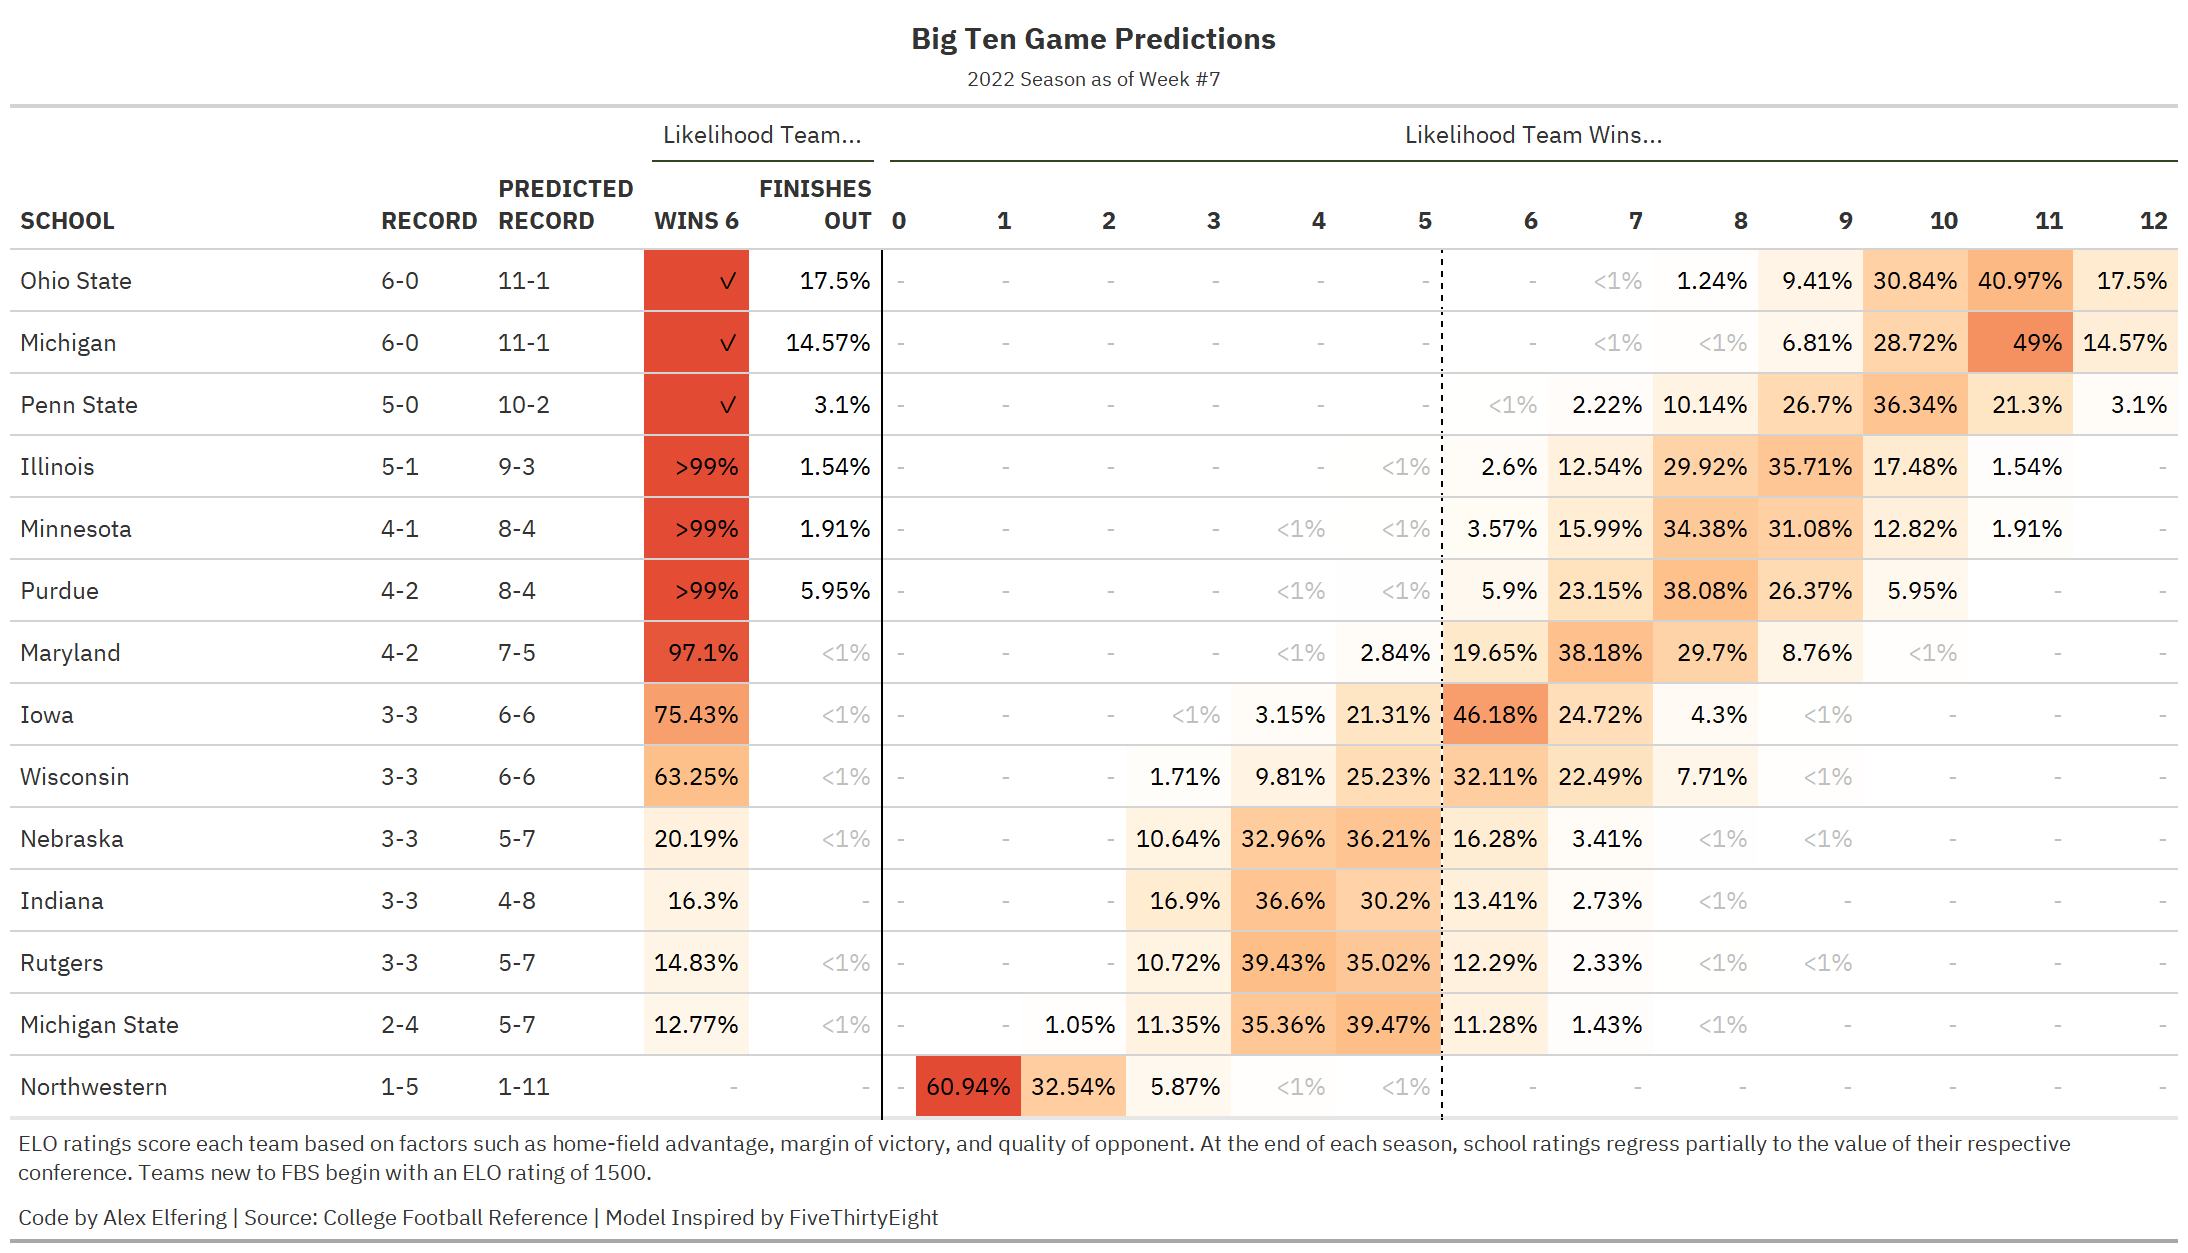 Big Ten Game Predictions
2022 Season as of Week #7
Likelihood Team... Likelihood Team Wins...
SCHOOL RECORD PREDICTED RECORD WINS 6 FINISHES OUT 0 1 2 3 4 5 6 7 8 9 10 11 12
Ohio State 6-0 11-1 ✓ 17.5% - - - - - - - <1% 1.24% 9.41% 30.84% 40.97% 17.5%
Michigan 6-0 11-1 ✓ 14.57% - - - - - - - <1% <1% 6.81% 28.72% 49% 14.57%
Penn State 5-0 10-2 ✓ 3.1% - - - - - - <1% 2.22% 10.14% 26.7% 36.34% 21.3% 3.1%
Illinois 5-1 9-3 >99% 1.54% - - - - - <1% 2.6% 12.54% 29.92% 35.71% 17.48% 1.54% -
Minnesota 4-1 8-4 >99% 1.91% - - - - <1% <1% 3.57% 15.99% 34.38% 31.08% 12.82% 1.91% -
Purdue 4-2 8-4 >99% 5.95% - - - - <1% <1% 5.9% 23.15% 38.08% 26.37% 5.95% - -
Maryland 4-2 7-5 97.1% <1% - - - - <1% 2.84% 19.65% 38.18% 29.7% 8.76% <1% - -
Iowa 3-3 6-6 75.43% <1% - - - <1% 3.15% 21.31% 46.18% 24.72% 4.3% <1% - - -
Wisconsin 3-3 6-6 63.25% <1% - - - 1.71% 9.81% 25.23% 32.11% 22.49% 7.71% <1% - - -
Nebraska 3-3 5-7 20.19% <1% - - - 10.64% 32.96% 36.21% 16.28% 3.41% <1% <1% - - -
Indiana 3-3 4-8 16.3% - - - - 16.9% 36.6% 30.2% 13.41% 2.73% <1% - - - -
Rutgers 3-3 5-7 14.83% <1% - - - 10.72% 39.43% 35.02% 12.29% 2.33% <1% <1% - - -
Michigan State 2-4 5-7 12.77% <1% - - 1.05% 11.35% 35.36% 39.47% 11.28% 1.43% <1% - - - -
Northwestern 1-5 1-11 - - - 60.94% 32.54% 5.87% <1% <1% - - - - - - -
ELO ratings score each team based on factors such as home-field advantage, margin of victory, and quality of opponent. At the end of each season, school ratings regress partially to the value of their respective
conference. Teams new to FBS begin with an ELO rating of 1500.
Code by Alex Elfering | Source: College Football Reference | Model Inspired by FiveThirtyEight